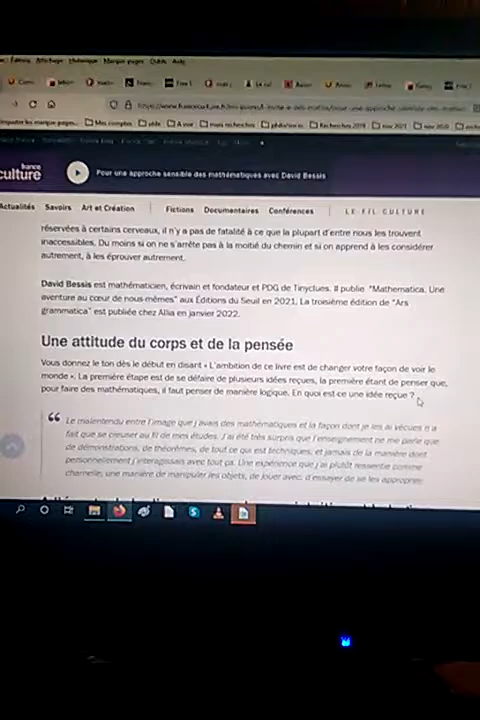 Édition Affichage Historique Marque-pages Outils Aide
france
culture
Pour une approche sensible des mathématiques avec David Bessis
Actualités Savoirs Art et Création Fictions Documentaires Conférences LE FIL CULTURE
réservées à certains cerveaux, il n'y a pas de fatalité à ce que la plupart d'entre nous les trouvent
inaccessibles. Du moins si on ne s'arrête pas à la moitié du chemin et si on apprend à les considérer
autrement, à les éprouver autrement.
David Bessis est mathématicien, écrivain et fondateur et PDG de Tinyclues. Il publie "Mathematica. Une
aventure au cœur de nous-mêmes" aux Éditions du Seuil en 2021. La troisième édition de "Ars
grammatica" est publiée chez Allia en janvier 2022.
Une attitude du corps et de la pensée
Vous donnez le ton dès le début en disant « L'ambition de ce livre est de changer votre façon de voir le
monde ». La première étape est de se défaire de plusieurs idées reçues, la première étant de penser que,
pour faire des mathématiques, il faut penser de manière logique. En quoi est-ce une idée reçue ?
Le malentendu entre l'image que j'avais des mathématiques et la façon dont je les ai vécues n'a
fait que se creuser au fil de mes études. J'ai été très surpris que l'enseignement ne me parle que
de démonstrations, de théorèmes, de tout ce qui est techniques, et jamais de la manière dont
personnellement j'interagissais avec tout ça. Une expérience que j'ai plutôt ressentie comme
charnelle, une manière de manipuler les objets, de jouer avec, d'essayer de se les approprier